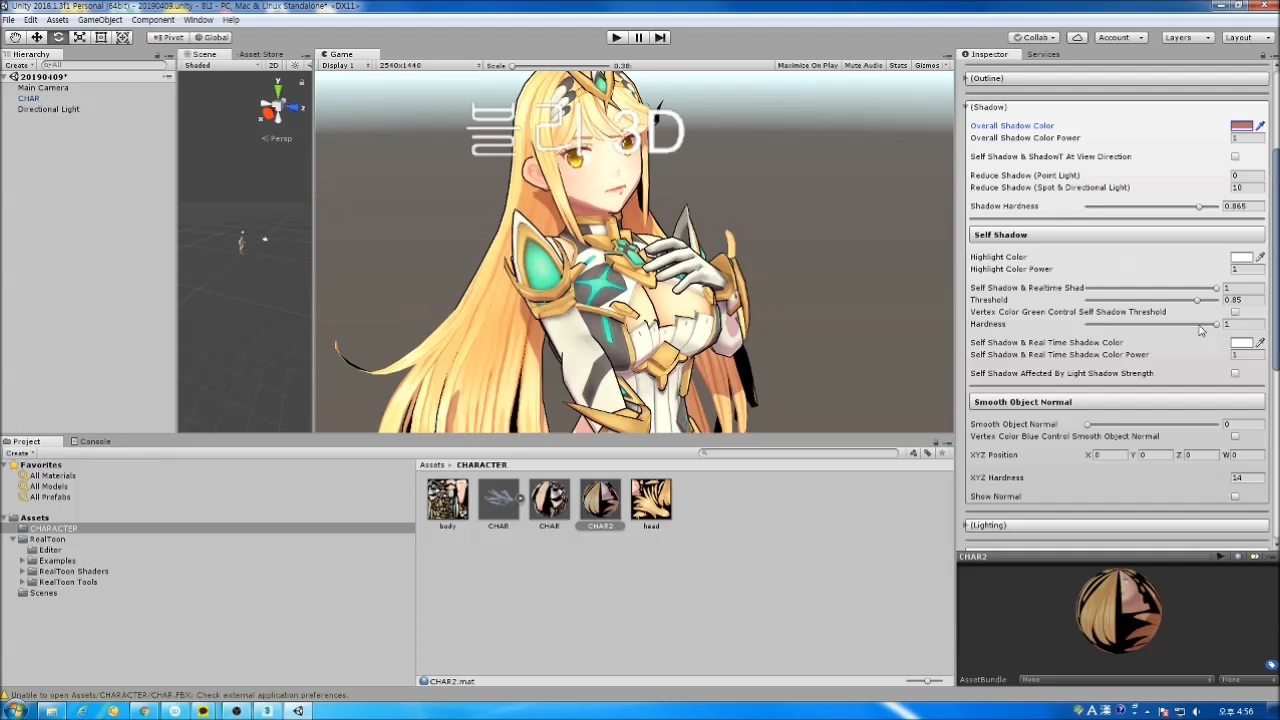 Unity 2018.1.3f1 Personal (64bit) - 20190409.unity - BLI - PC, Mac & Linux Standalone* <DX11>
File Edit Assets GameObject Component Window Help
Pivot Global Collab Account Layers Layout
Hierarchy
Create All
20190409*
Main Camera
CHAR
Directional Light
Scene Asset Store
Shaded 2D
y
z
x
Persp
Game
Display 1 2540x1440 Scale 0.38 Maximize On Play Mute Audio Stats Gizmos
블리 3D
Inspector Services
(Outline)
(Shadow)
Overall Shadow Color
Overall Shadow Color Power 1
Self Shadow & ShadowT At View Direction
Reduce Shadow (Point Light) 0
Reduce Shadow (Spot & Directional Light) 10
Shadow Hardness 0.865
Self Shadow
Highlight Color
Highlight Color Power 1
Self Shadow & Realtime Shad 1
Threshold 0.85
Vertex Color Green Control Self Shadow Threshold
Hardness 1
Self Shadow & Real Time Shadow Color
Self Shadow & Real Time Shadow Color Power 1
Self Shadow Affected By Light Shadow Strength
Smooth Object Normal
Smooth Object Normal 0
Vertex Color Blue Control Smooth Object Normal
XYZ Position X 0 Y 0 Z 0 W 0
XYZ Hardness 14
Show Normal
(Lighting)
CHAR2
AssetBundle None None
Project Console
Create
Favorites
All Materials
All Models
All Prefabs
Assets
CHARACTER
RealToon
Editor
Examples
RealToon Shaders
RealToon Tools
Scenes
Assets CHARACTER
body CHAR CHAR CHAR2 head
CHAR2.mat
Unable to open Assets/CHARACTER/CHAR.FBX: Check external application preferences.
A 漢 오후 4:56